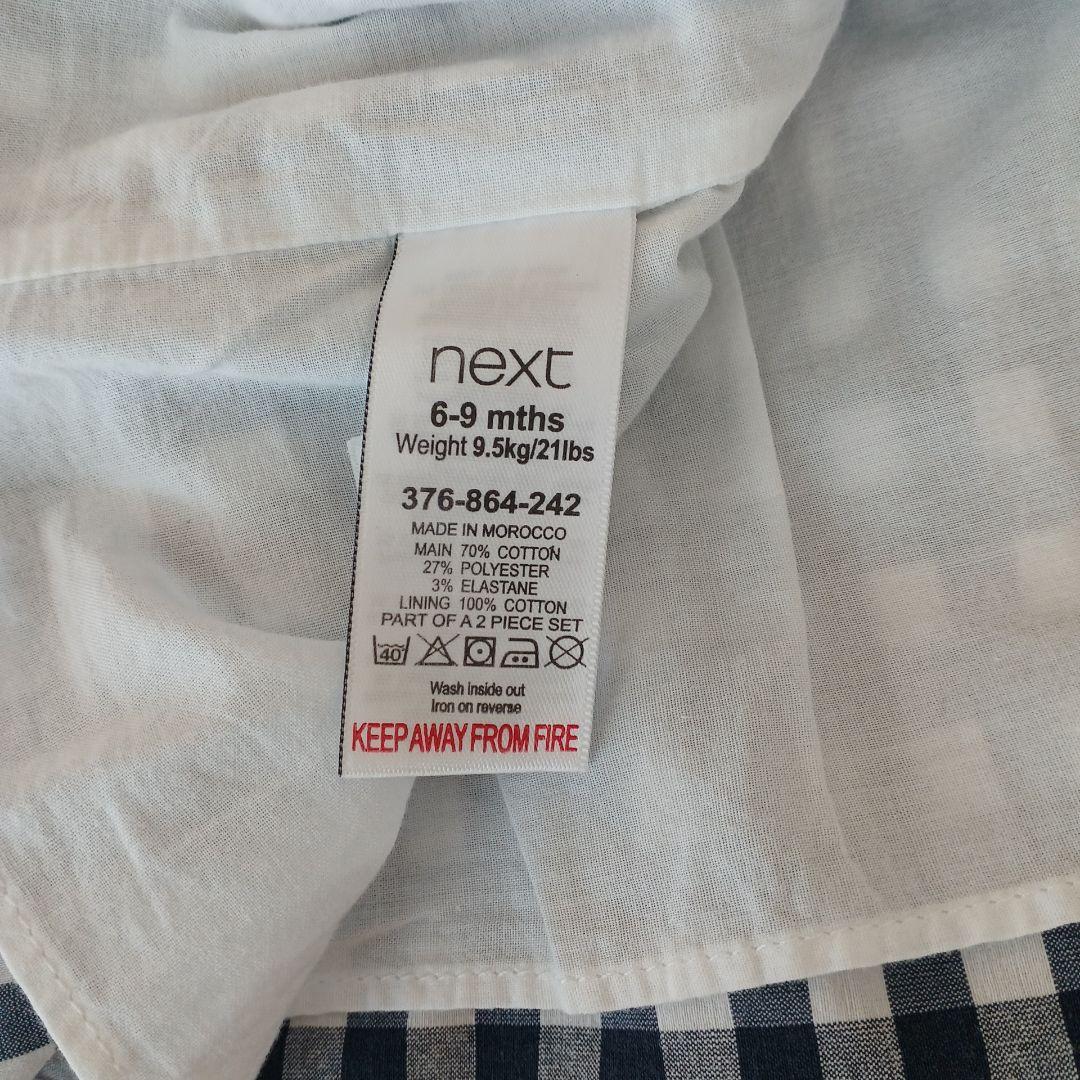 next
6-9 mths
Weight 9.5kg/21lbs
376-864-242
MADE IN MOROCCO
MAIN 70% COTTON
27% POLYESTER
3% ELASTANE
LINING 100% COTTON
PART OF A 2 PIECE SET
40
Wash inside out
Iron on reverse
KEEP AWAY FROM FIRE